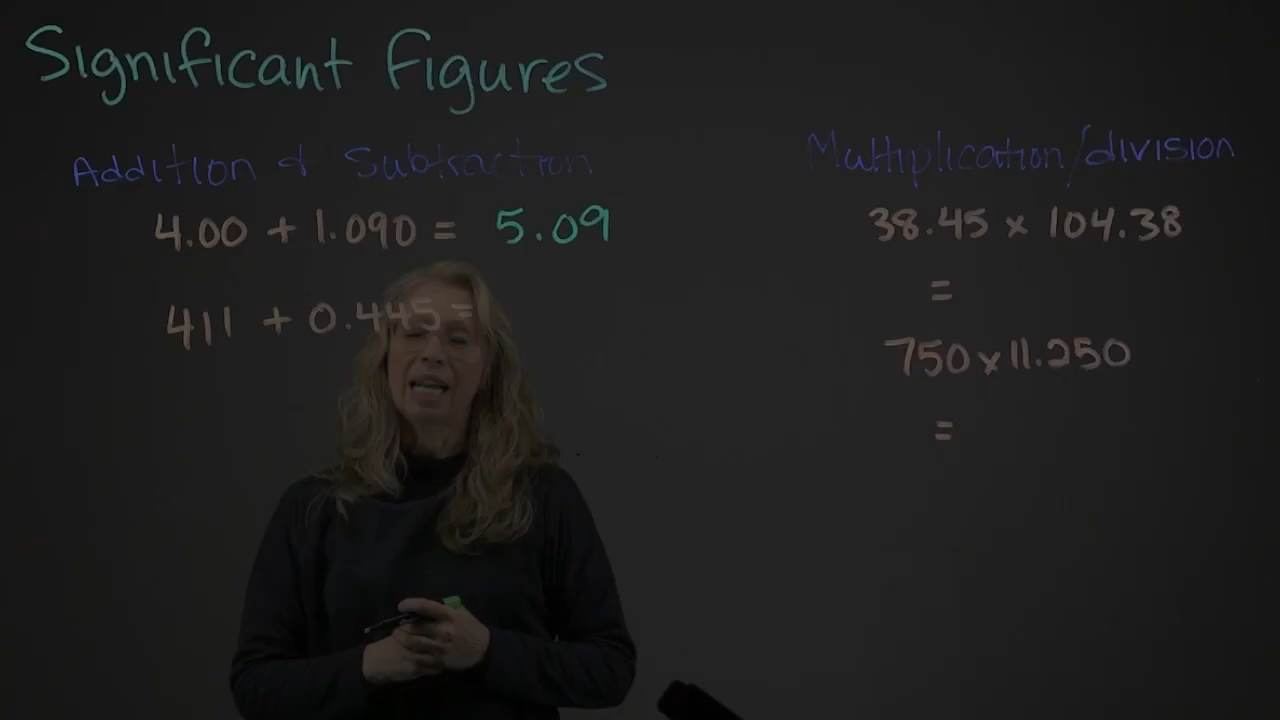 Significant Figures
Addition & Subtraction
4.00 + 1.090 = 5.09
411 + 0.445 =
Multiplication/division
38.45 x 104.38
=
750 x 11.250
=